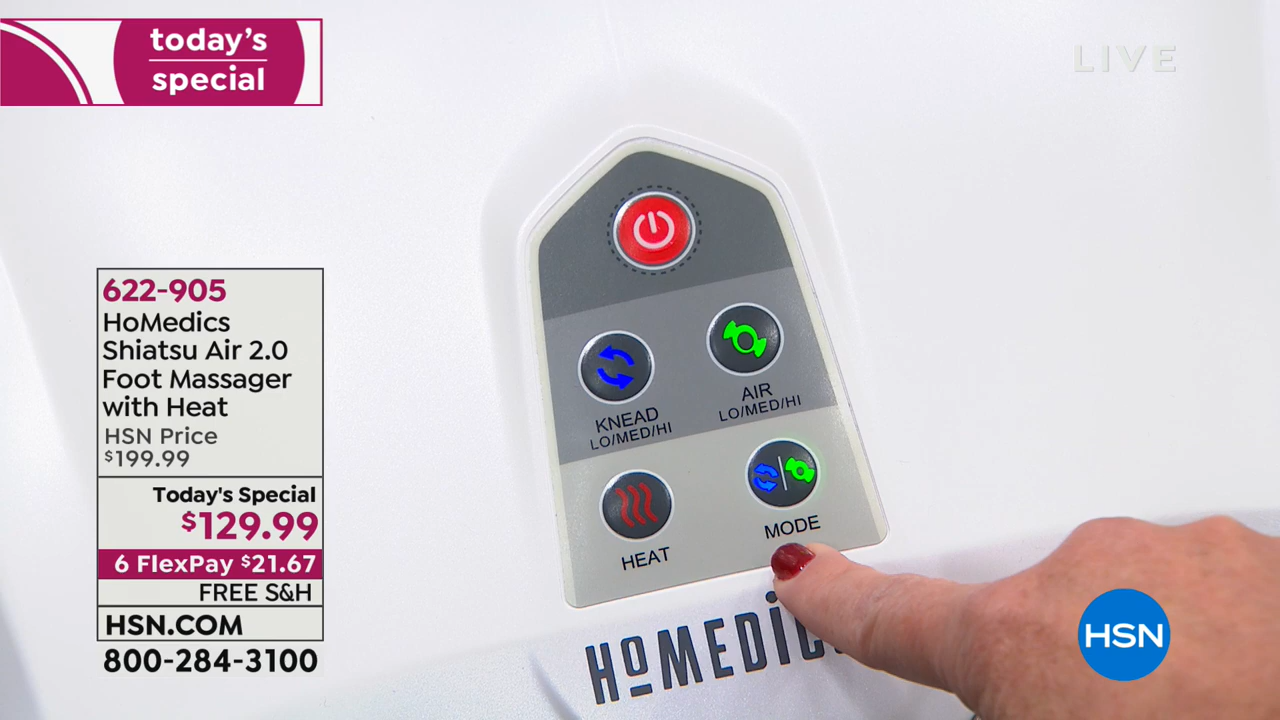 today's
special
LIVE
622-905
HoMedics
Shiatsu Air 2.0
Foot Massager
with Heat
HSN Price
$199.99
Today's Special
$129.99
6 FlexPay $21.67
FREE S&H
HSN.COM
800-284-3100
KNEAD
LO/MED/HI
AIR
LO/MED/HI
HEAT
MODE
HoMEDIC
HSN